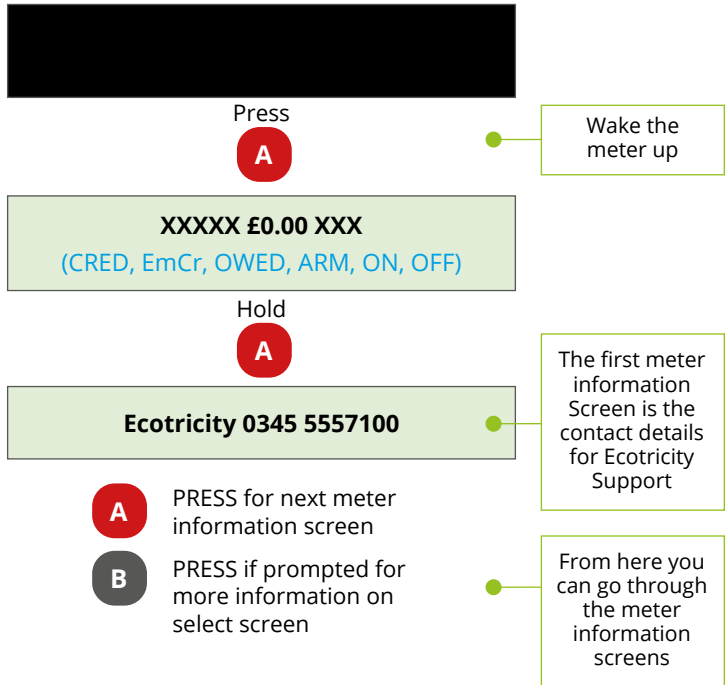 Press
A
Wake the
meter up
XXXXX £0.00 XXX
(CRED, EmCr, OWED, ARM, ON, OFF)
Hold
A
Ecotricity 0345 5557100
The first meter
information
Screen is the
contact details
for Ecotricity
Support
A
PRESS for next meter
information screen
B
PRESS if prompted for
more information on
select screen
From here you
can go through
the meter
information
screens